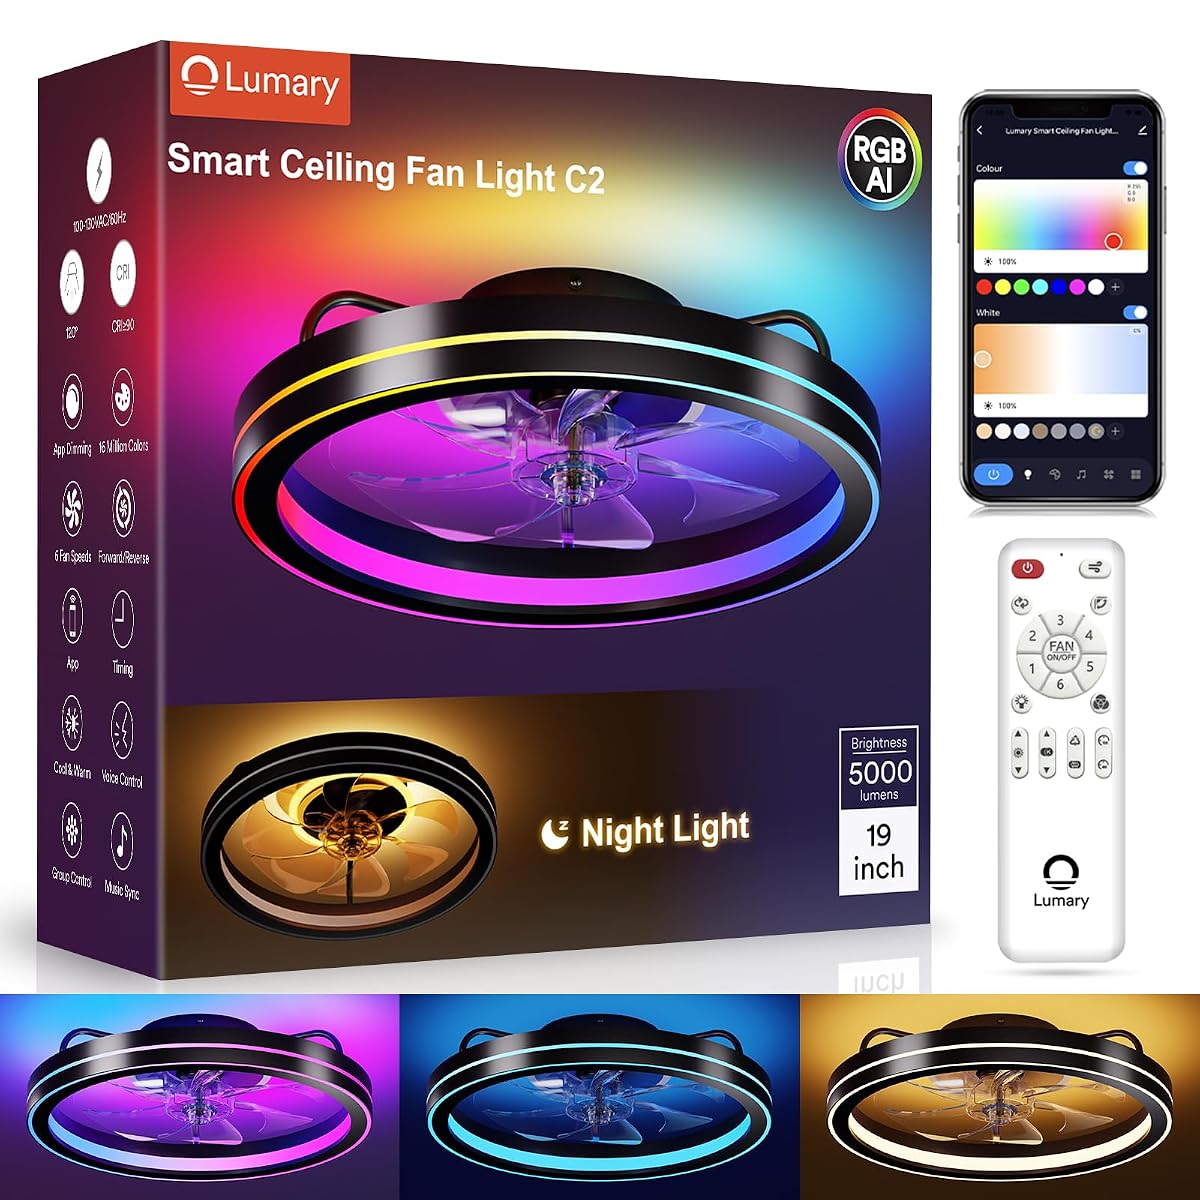 Lumary
Smart Ceiling Fan Light C2
RGB
AI
100-130VAC/60Hz
CRI
120°
CRI≥90
App Dimming
16 Million Colors
6 Fan Speeds
Forward/Reverse
App
Timing
Cool & Warm
Voice Control
Group Control
Music Sync
Night Light
Brightness
5000
lumens
19
inch
Lumary Smart Ceiling Fan Light...
Colour
100%
White
0%
100%
3
2
4
FAN
ON/OFF
1
5
6
Lumary